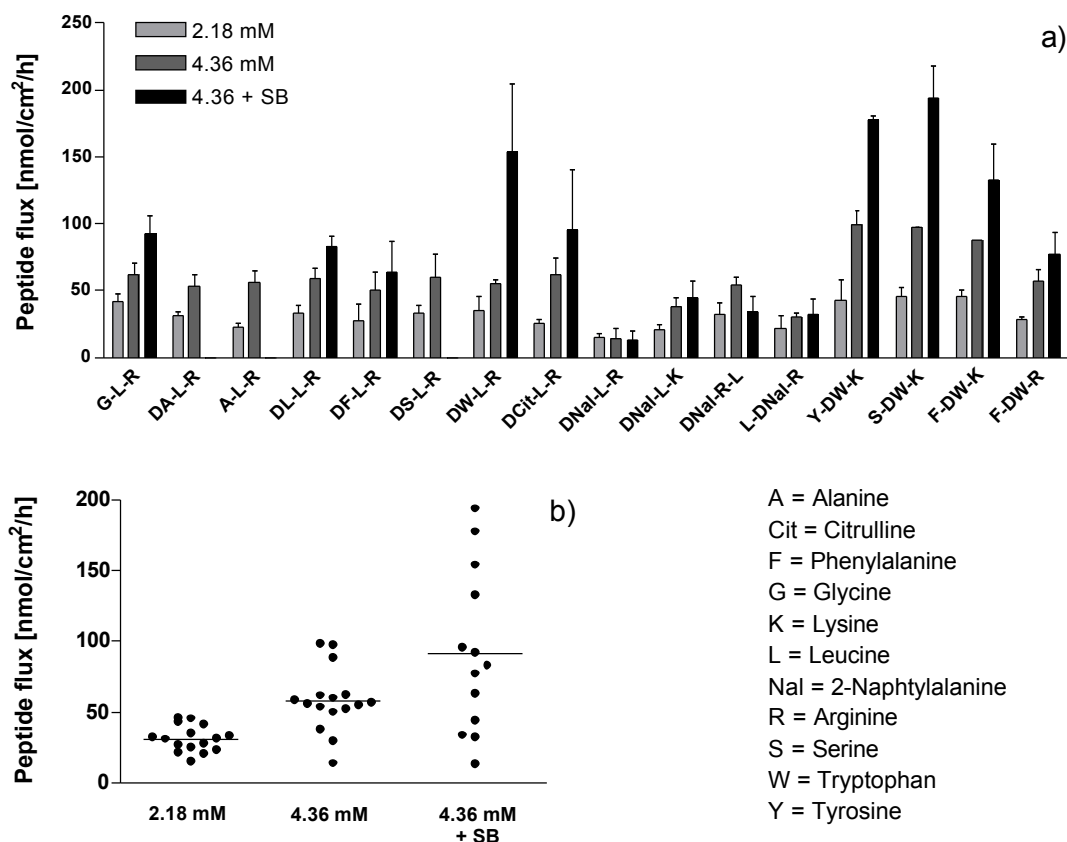 a)
2.18 mM
4.36 mM
4.36 + SB
Peptide flux [nmol/cm²/h]
250
200
150
100
50
0
G-L-R
DA-L-R
A-L-R
DL-L-R
DF-L-R
DS-L-R
DW-L-R
DCit-L-R
DNal-L-R
DNal-L-K
DNal-R-L
L-DNal-R
Y-DW-K
S-DW-K
F-DW-K
F-DW-R
b)
Peptide flux [nmol/cm²/h]
200
150
100
50
0
2.18 mM
4.36 mM
4.36 mM
+ SB
A = Alanine
Cit = Citrulline
F = Phenylalanine
G = Glycine
K = Lysine
L = Leucine
Nal = 2-Naphtylalanine
R = Arginine
S = Serine
W = Tryptophan
Y = Tyrosine